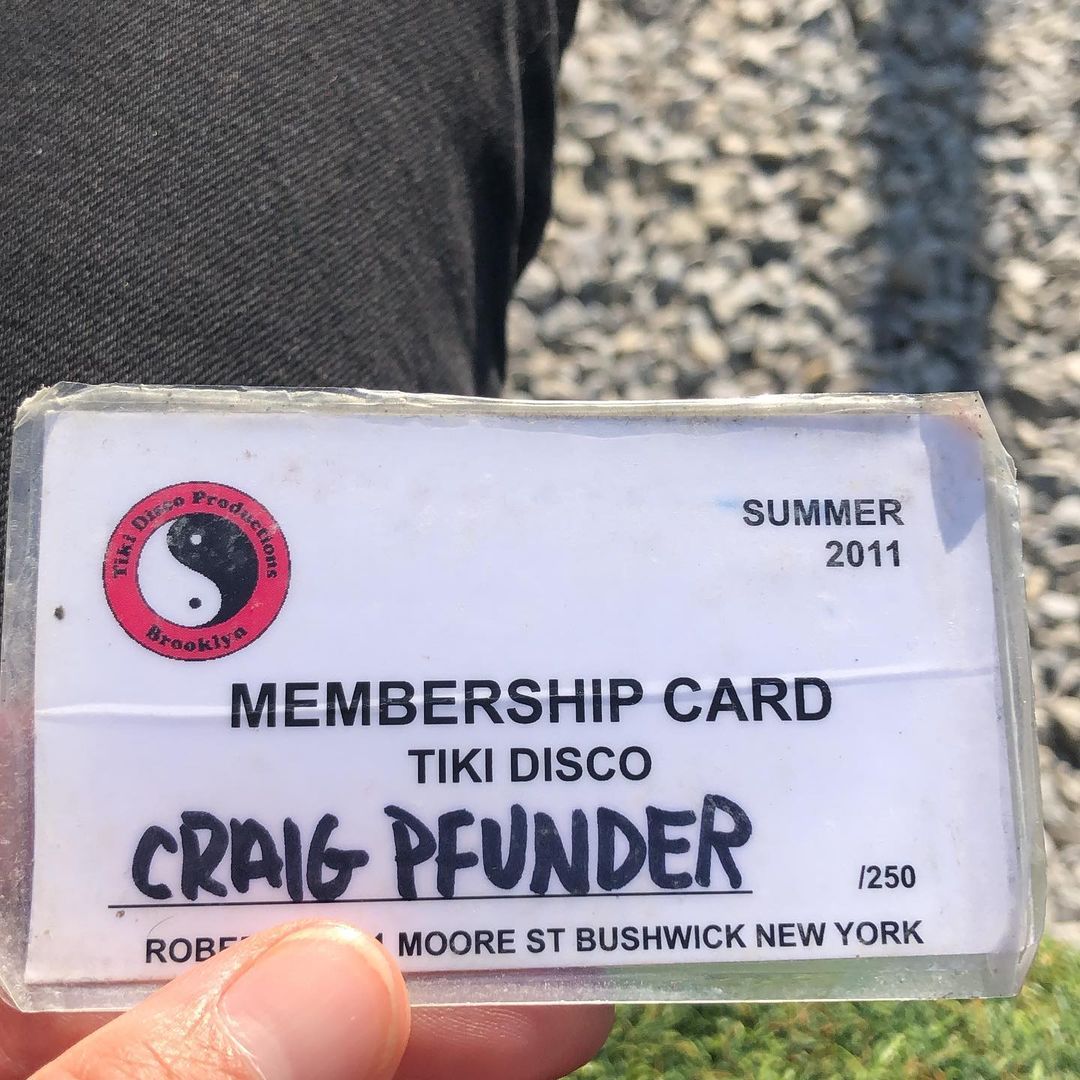 Tiki Disco Productions
Brooklyn
SUMMER
2011
MEMBERSHIP CARD
TIKI DISCO
CRAIG PFUNDER
/250
MOORE ST BUSHWICK NEW YORK